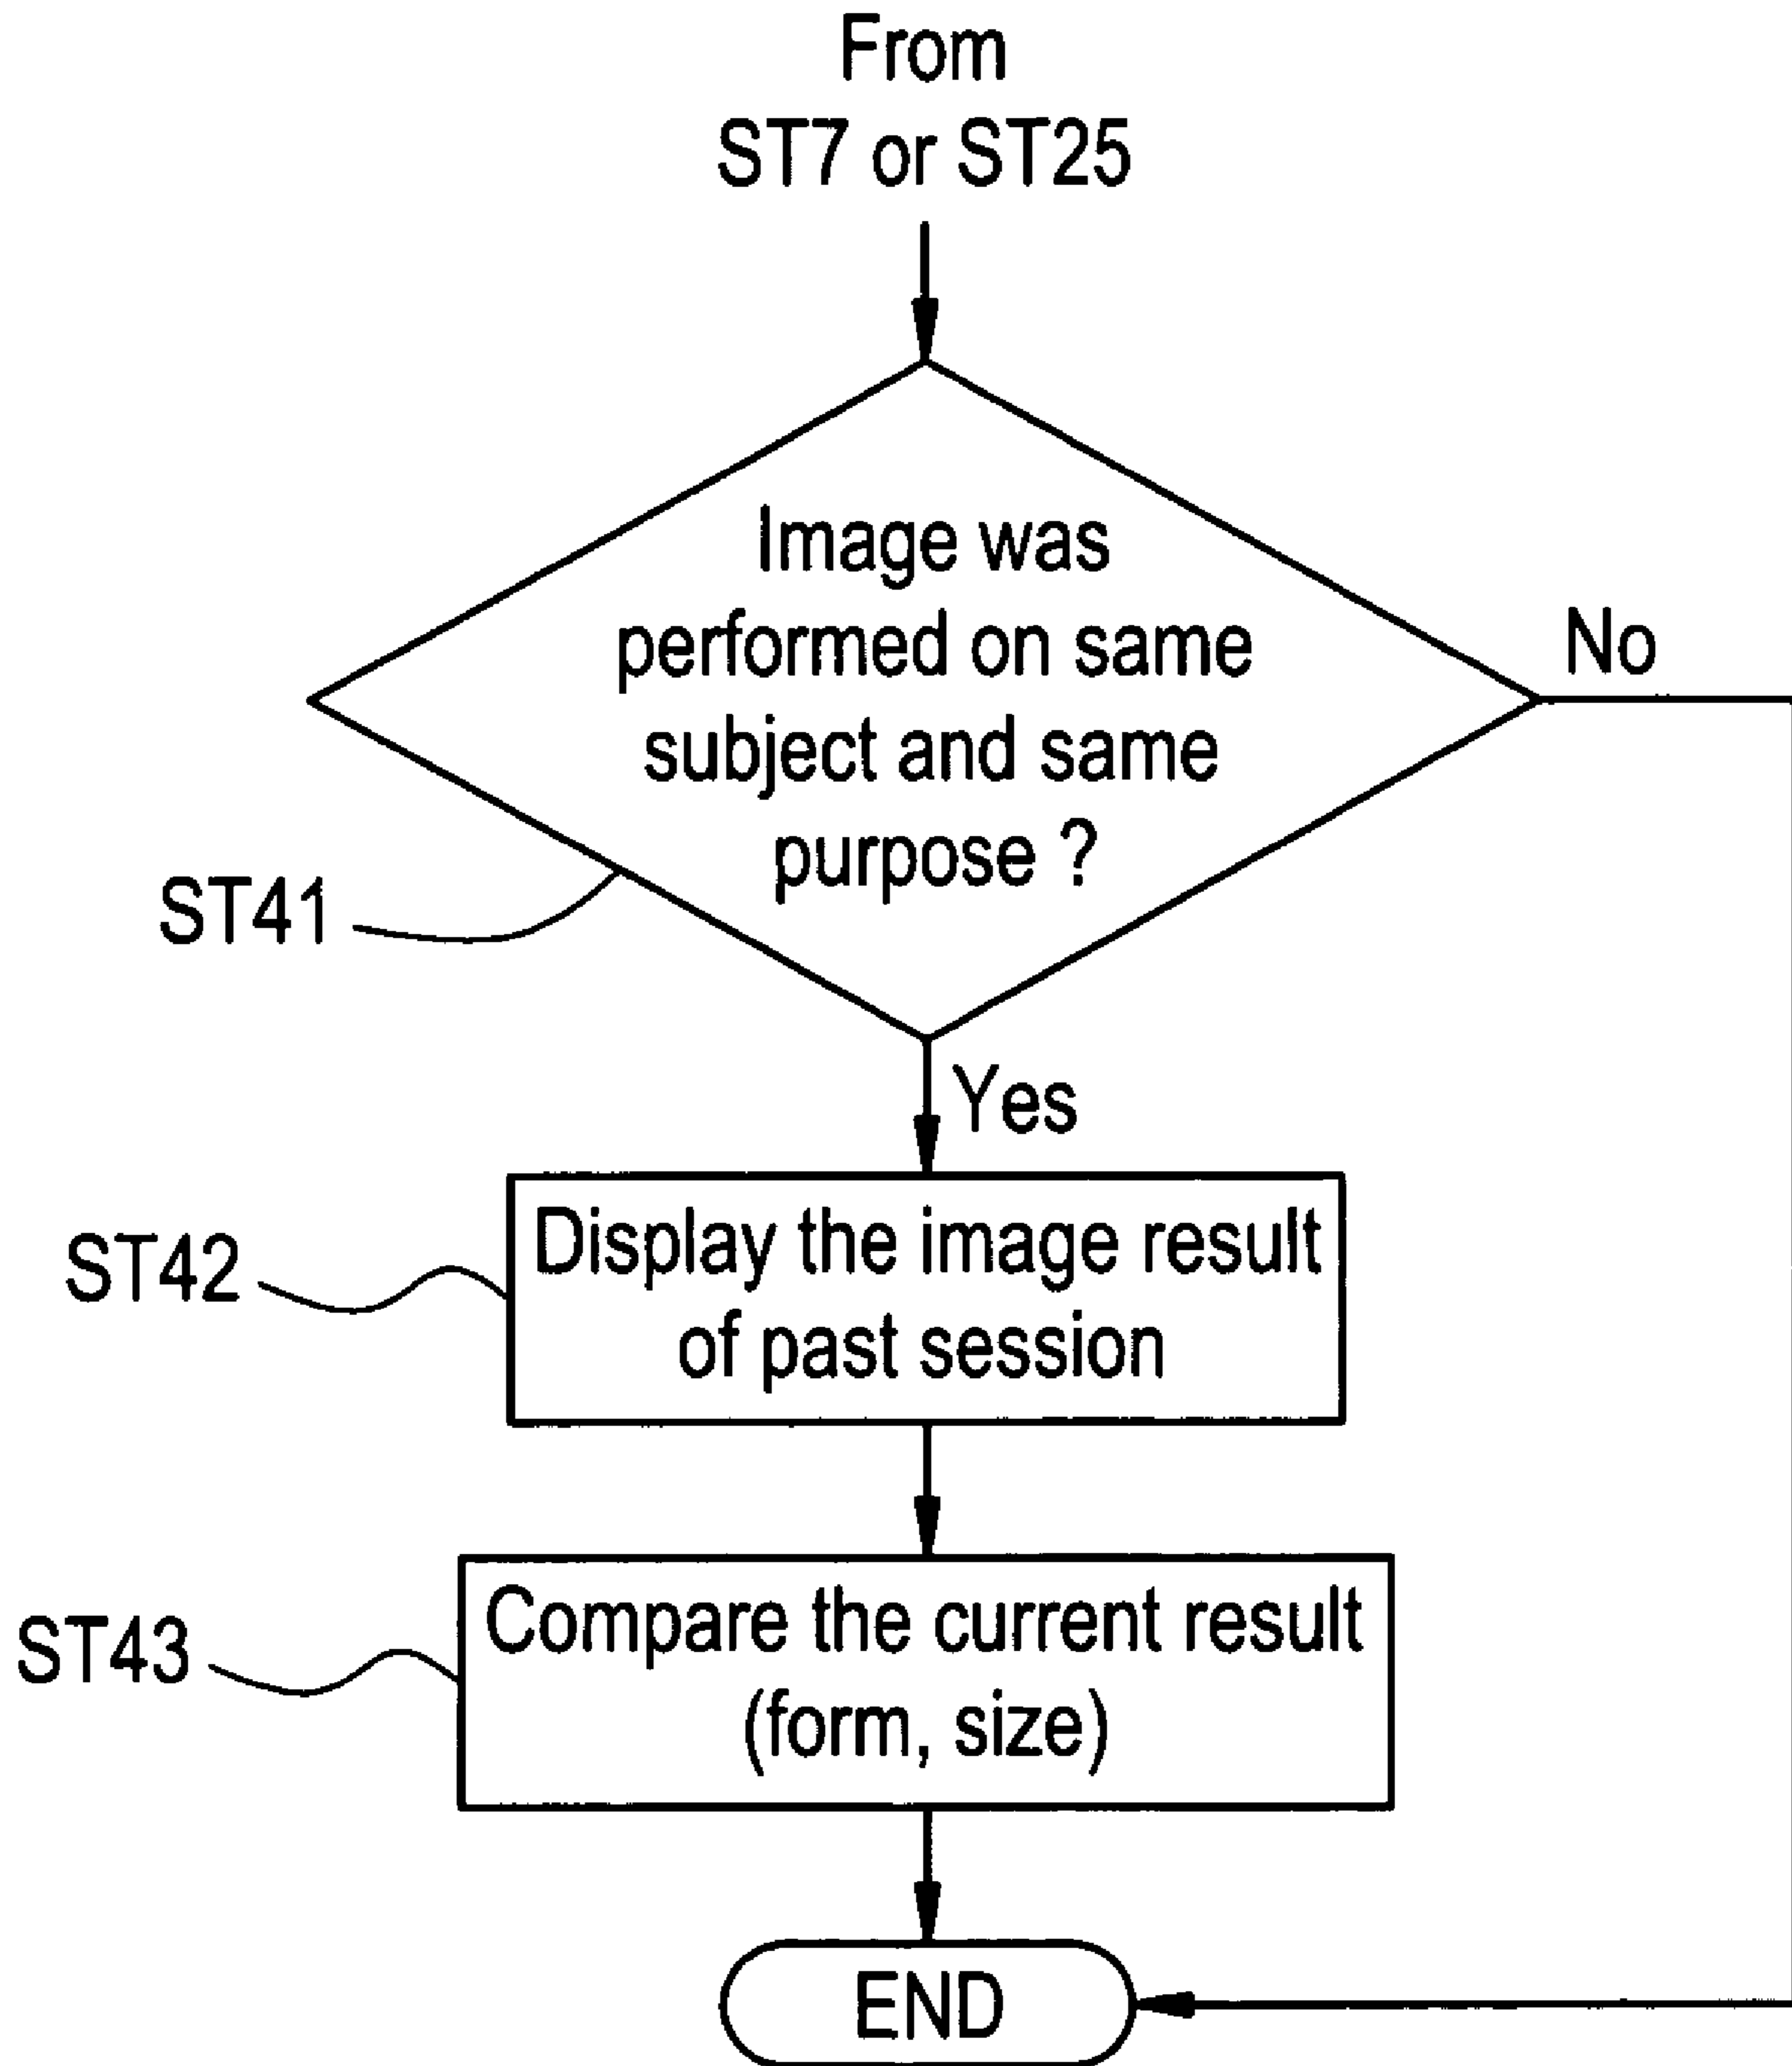 From
ST7 or ST25
Image was
performed on same
subject and same
purpose ?
No
ST41
Yes
ST42
Display the image result
of past session
ST43
Compare the current result
(form, size)
END